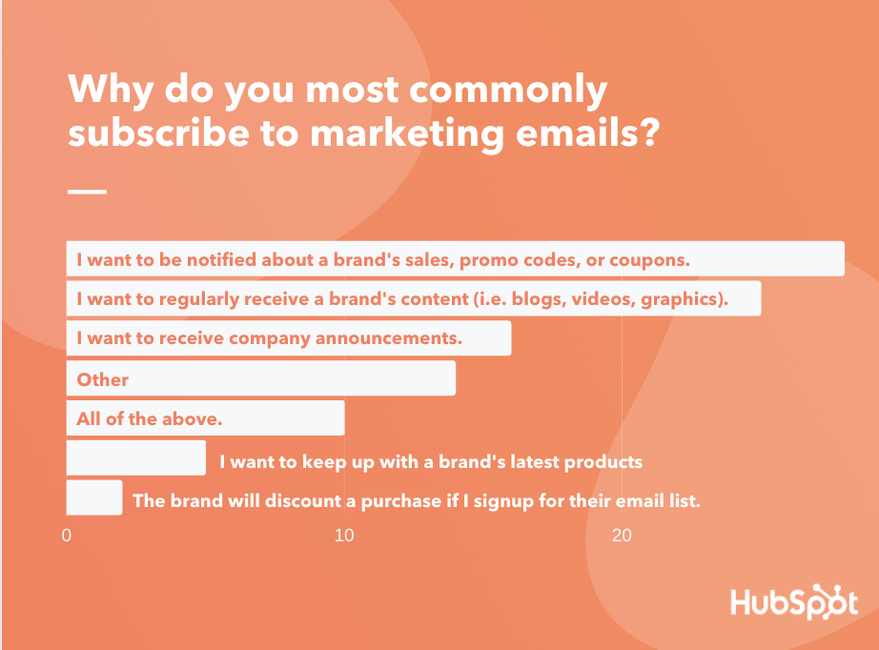 Why do you most commonly
subscribe to marketing emails?
I want to be notified about a brand's sales, promo codes, or coupons.
I want to regularly receive a brand's content (i.e. blogs, videos, graphics).
I want to receive company announcements.
Other
All of the above.
I want to keep up with a brand's latest products
The brand will discount a purchase if I signup for their email list.
0 10 20
HubSpot